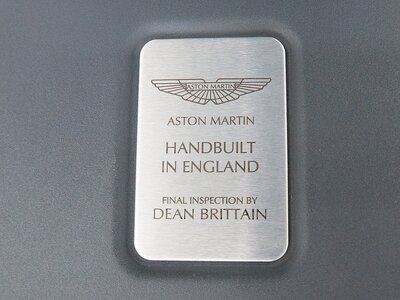 ASTON MARTIN
ASTON MARTIN
HANDBUILT
IN ENGLAND
FINAL INSPECTION BY
DEAN BRITTAIN